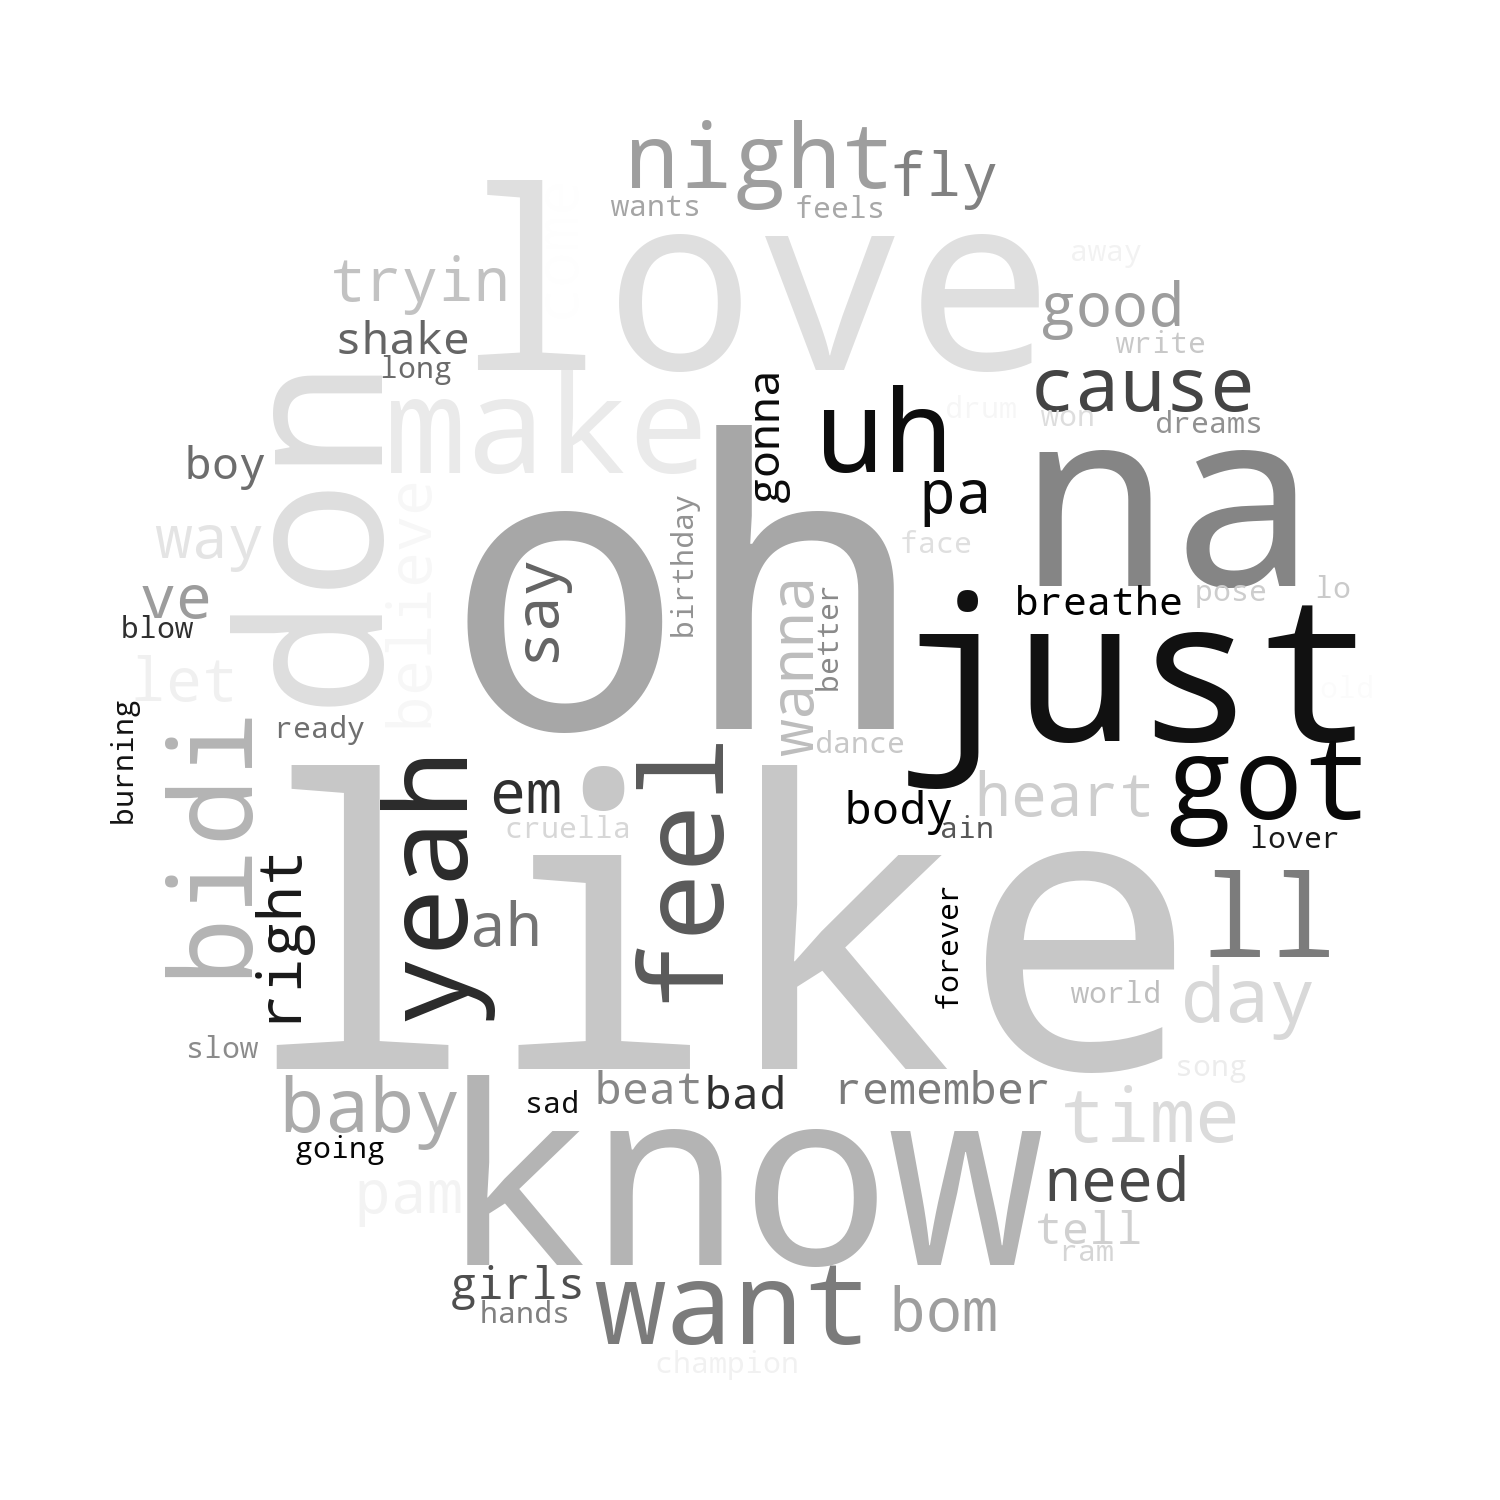 night
fly
wants
feels
love
away
tryin
good
shake
write
long
cause
make
don
gonna
uh
drum
won
dreams
na
boy
pa
oh
believe
birthday
way
face
say
ve
wanna
better
breathe
pose
lo
blow
just
let
old
burning
ready
dance
bidi
yeah
em
feel
cruella
body
ain
heart
got
lover
like
right
ah
forever
ll
world
day
slow
song
baby
sad
beat
bad
remember
time
going
know
pam
need
tell
ram
girls
hands
want
bom
champion